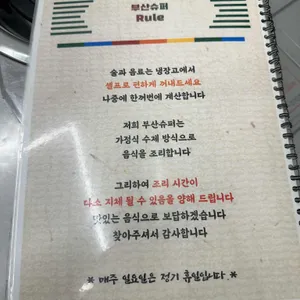 부산슈퍼
Rule
술과 음료는 냉장고에서
셀프로 편하게 꺼내드세요
나중에 한꺼번에 계산합니다
저희 부산슈퍼는
가정식 수제 방식으로
음식을 조리합니다
그리하여 조리 시간이
다소 지체 될 수 있음을 양해 드립니다
맛있는 음식으로 보답하겠습니다
찾아주셔서 감사합니다
* 매주 일요일은 정기 휴일입니다. *